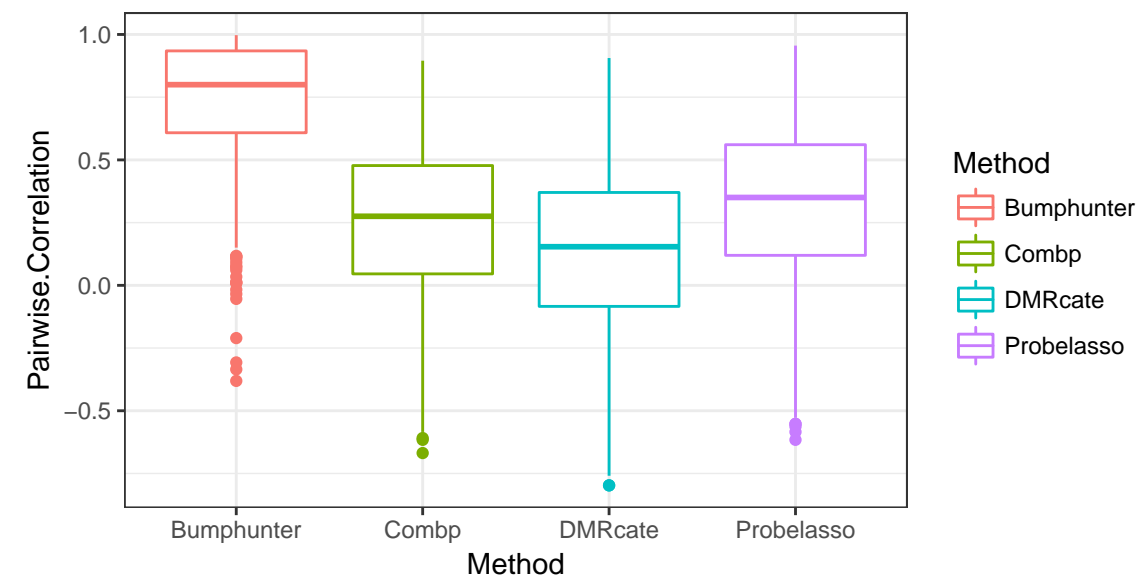 Pairwise.Correlation
1.0
0.5
0.0
−0.5
Bumphunter Combp DMRcate Probelasso
Method
Method
Bumphunter
Combp
DMRcate
Probelasso